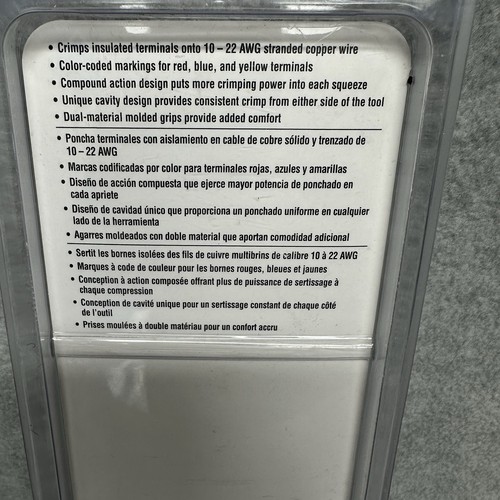 • Crimps insulated terminals onto 10 – 22 AWG stranded copper wire
• Color-coded markings for red, blue, and yellow terminals
• Compound action design puts more crimping power into each squeeze
• Unique cavity design provides consistent crimp from either side of the tool
• Dual-material molded grips provide added comfort
• Poncha terminales con aislamiento en cable de cobre sólido y trenzado de
10 – 22 AWG
• Marcas codificadas por color para terminales rojas, azules y amarillas
• Diseño de acción compuesta que ejerce mayor potencia de ponchado en
cada apriete
• Diseño de cavidad único que proporciona un ponchado uniforme en cualquier
lado de la herramienta
• Agarres moldeados con doble material que aportan comodidad adicional
• Sertit les bornes isolées des fils de cuivre multibrins de calibre 10 à 22 AWG
• Marques à code de couleur pour les bornes rouges, bleues et jaunes
• Conception à action composée offrant plus de puissance de sertissage à
chaque compression
• Conception de cavité unique pour un sertissage constant de chaque côté
de l'outil
• Prises moulées à double matériau pour un confort accru